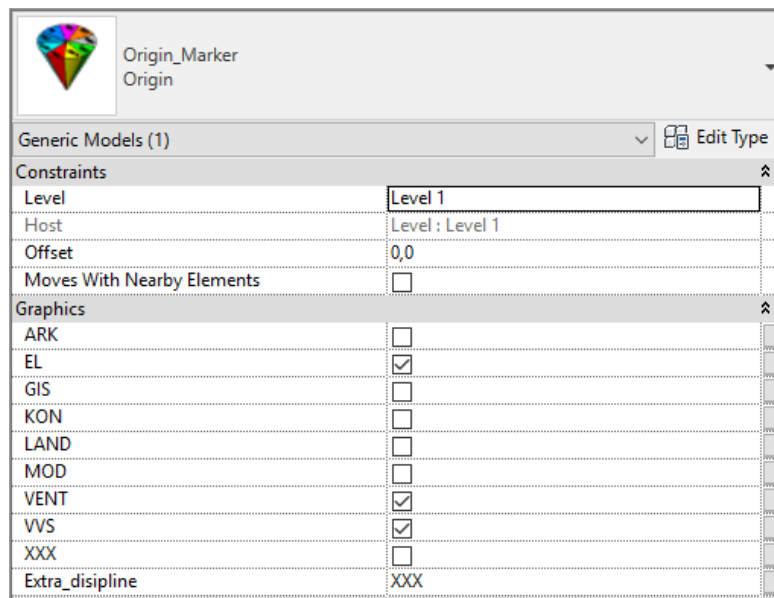 Origin_Marker
Origin
Generic Models (1) Edit Type
Constraints
Level Level 1
Host Level : Level 1
Offset 0,0
Moves With Nearby Elements
Graphics
ARK
EL
GIS
KON
LAND
MOD
VENT
VVS
XXX
Extra_disipline XXX